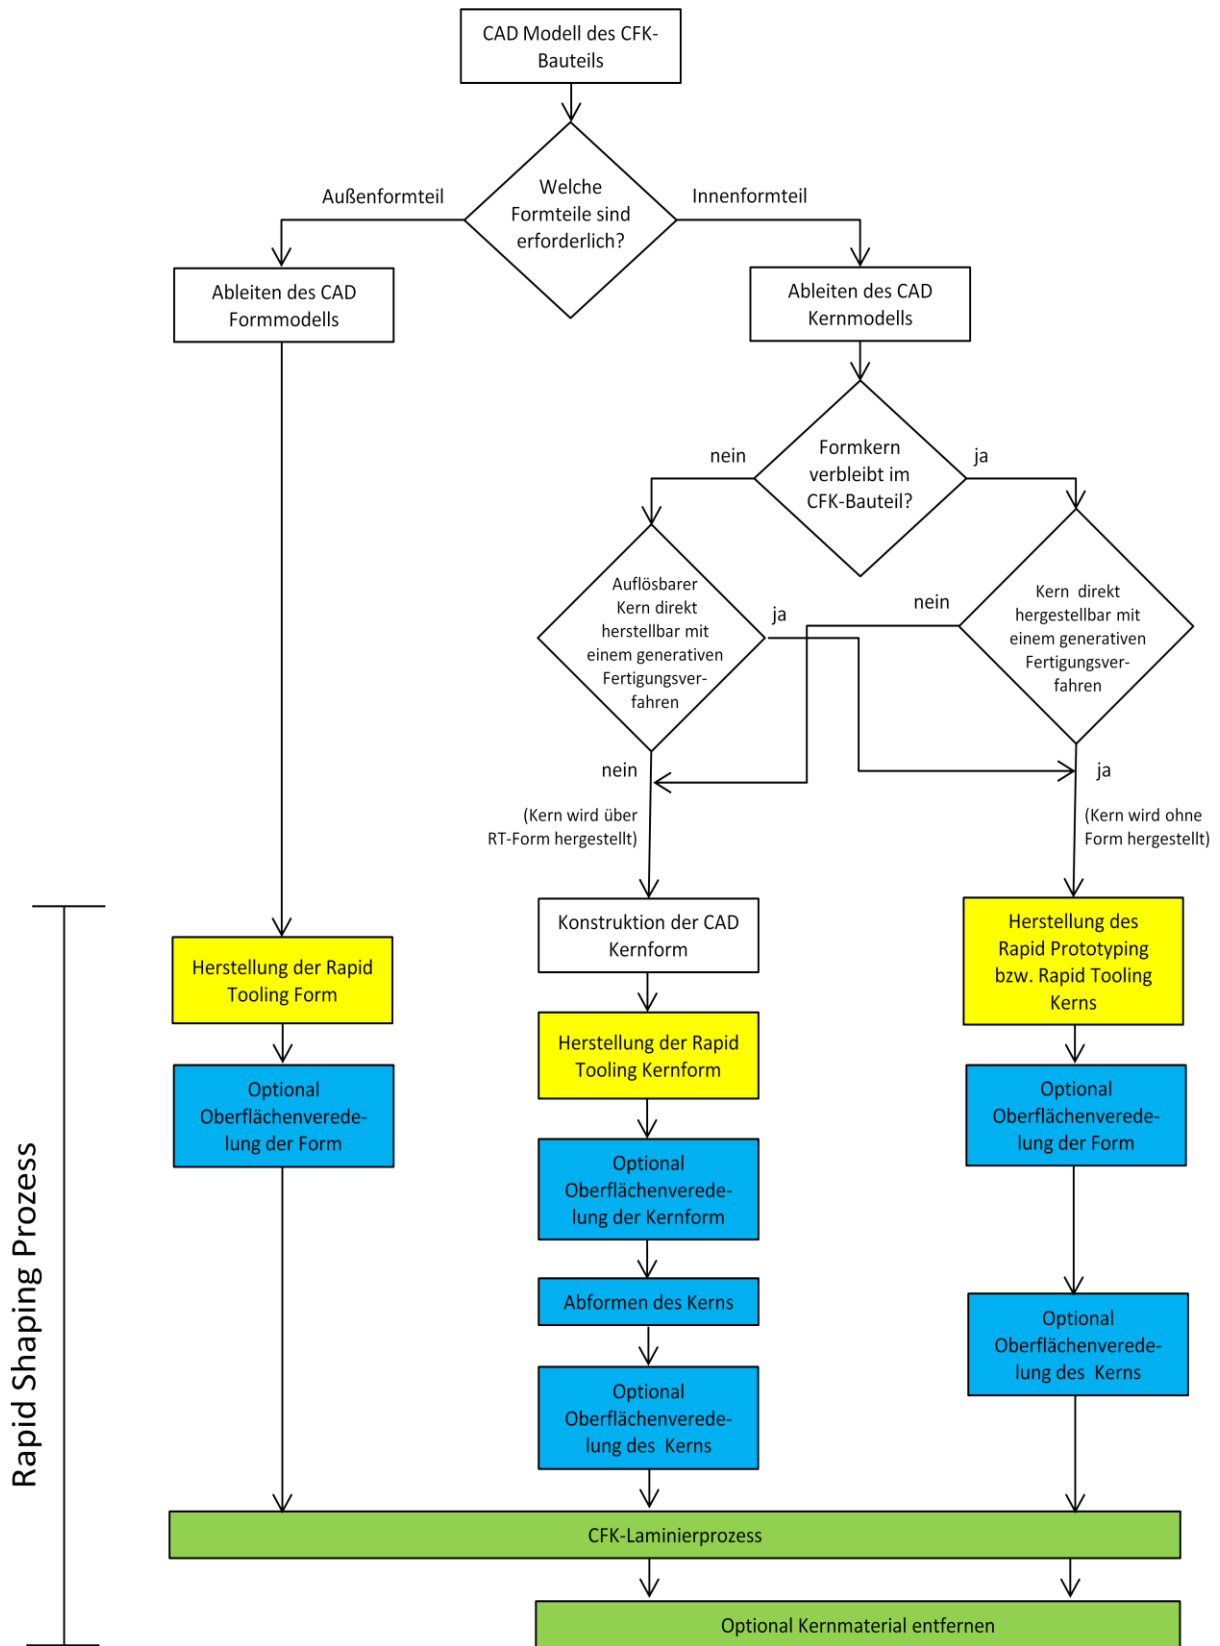 CAD Modell des CFK-
Bauteils
Welche
Formteile sind
erforderlich?
Außenformteil
Innenformteil
Ableiten des CAD
Formmodells
Ableiten des CAD
Kernmodells
Formkern
verbleibt im
CFK-Bauteil?
nein
ja
Auflösbarer
Kern direkt
herstellbar mit
einem generativen
Fertigungsver-
fahren
ja
nein
Kern direkt
hergestellbar mit
einem generativen
Fertigungsver-
fahren
nein
ja
(Kern wird über
RT-Form hergestellt)
(Kern wird ohne
Form hergestellt)
Rapid Shaping Prozess
Herstellung der Rapid
Tooling Form
Optional
Oberflächenverede-
lung der Form
Konstruktion der CAD
Kernform
Herstellung der Rapid
Tooling Kernform
Optional
Oberflächenverede-
lung der Kernform
Abformen des Kerns
Optional
Oberflächenverede-
lung des Kerns
Herstellung des
Rapid Prototyping
bzw. Rapid Tooling
Kerns
Optional
Oberflächenverede-
lung der Form
Optional
Oberflächenverede-
lung des Kerns
CFK-Laminierprozess
Optional Kernmaterial entfernen